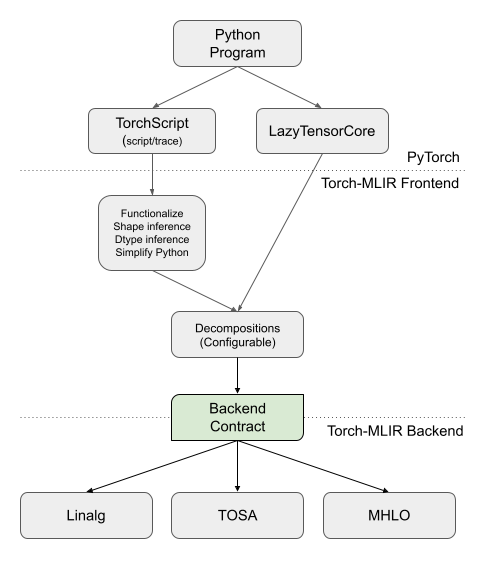 Python
Program
TorchScript
(script/trace)
LazyTensorCore
PyTorch
Torch-MLIR Frontend
Functionalize
Shape inference
Dtype inference
Simplify Python
Decompositions
(Configurable)
Backend
Contract
Torch-MLIR Backend
Linalg
TOSA
MHLO